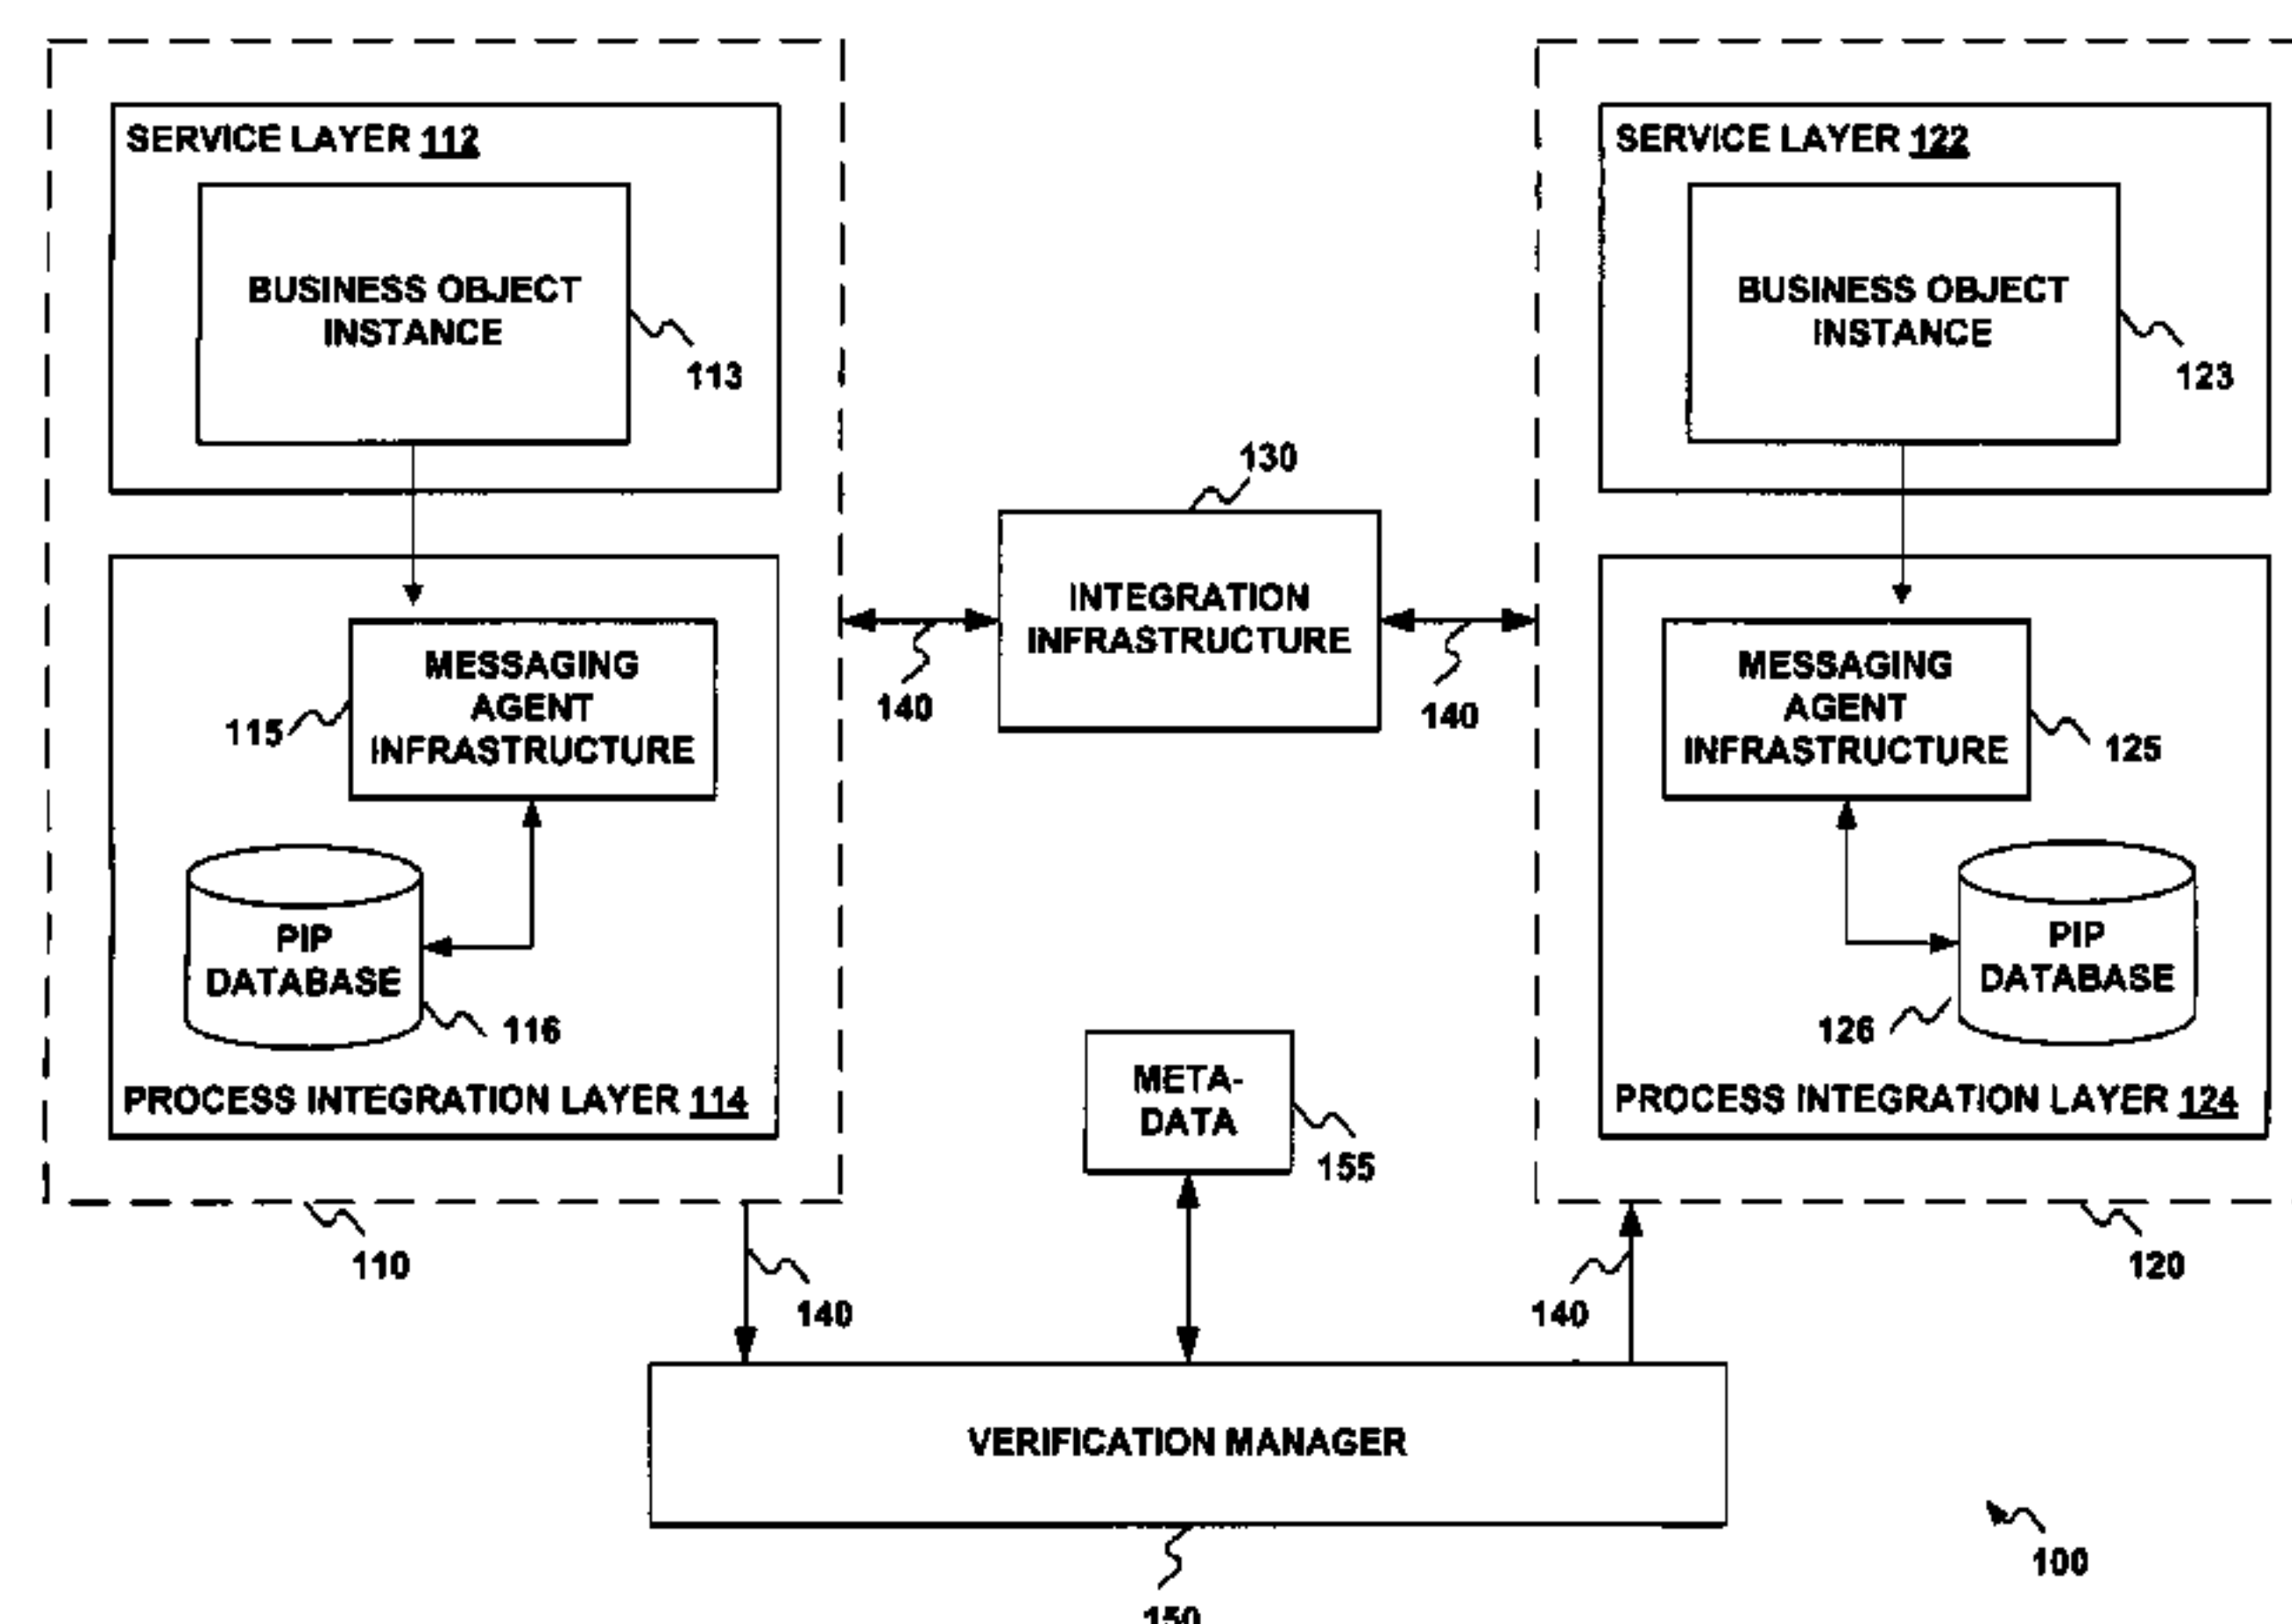 SERVICE LAYER 112
BUSINESS OBJECT
INSTANCE
113
115
MESSAGING
AGENT
INFRASTRUCTURE
PIP
DATABASE
116
PROCESS INTEGRATION LAYER 114
110
140
130
INTEGRATION
INFRASTRUCTURE
140
140
META-
DATA
155
SERVICE LAYER 122
BUSINESS OBJECT
INSTANCE
123
MESSAGING
AGENT
INFRASTRUCTURE
125
PIP
DATABASE
126
PROCESS INTEGRATION LAYER 124
120
140
VERIFICATION MANAGER
150
100